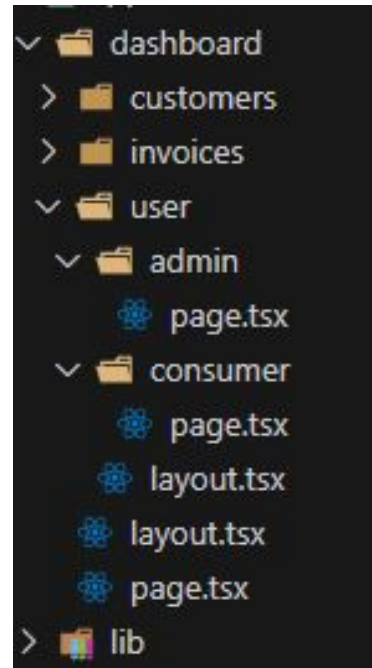 dashboard
customers
invoices
user
admin
page.tsx
consumer
page.tsx
layout.tsx
layout.tsx
page.tsx
lib